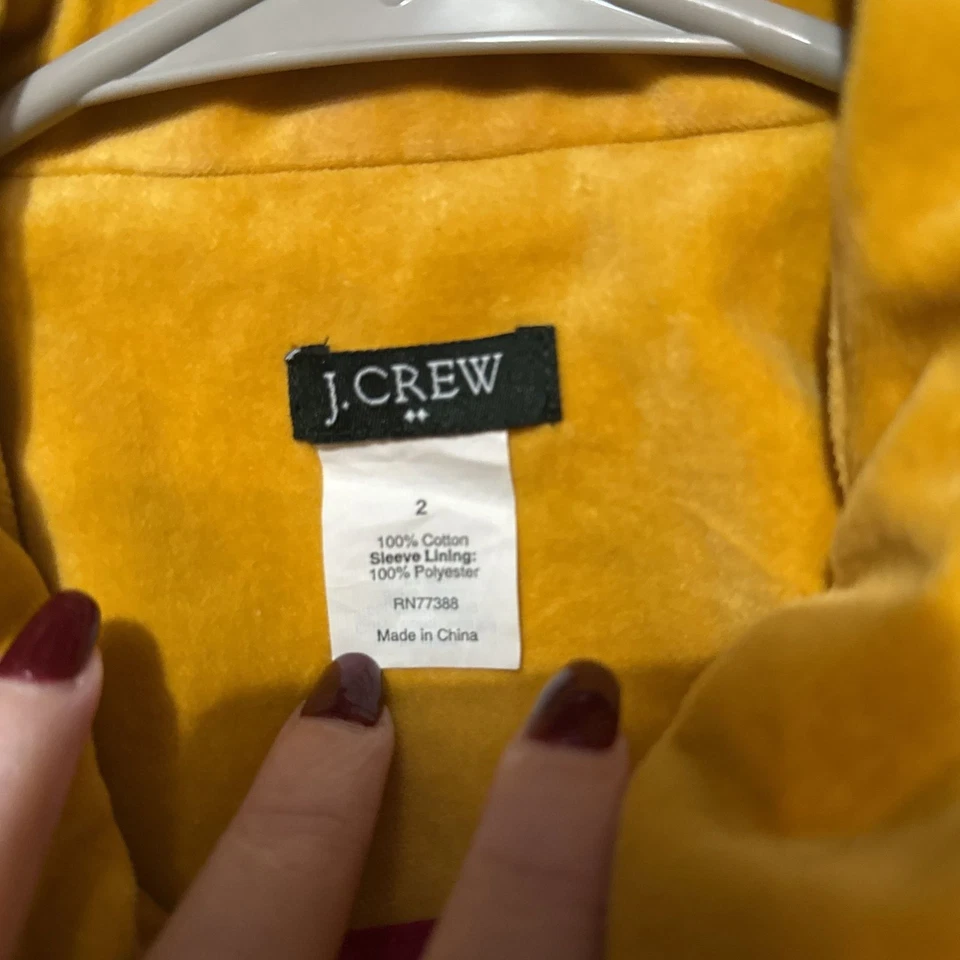 J.CREW
2
100% Cotton
Sleeve Lining:
100% Polyester
RN77388
Made in China